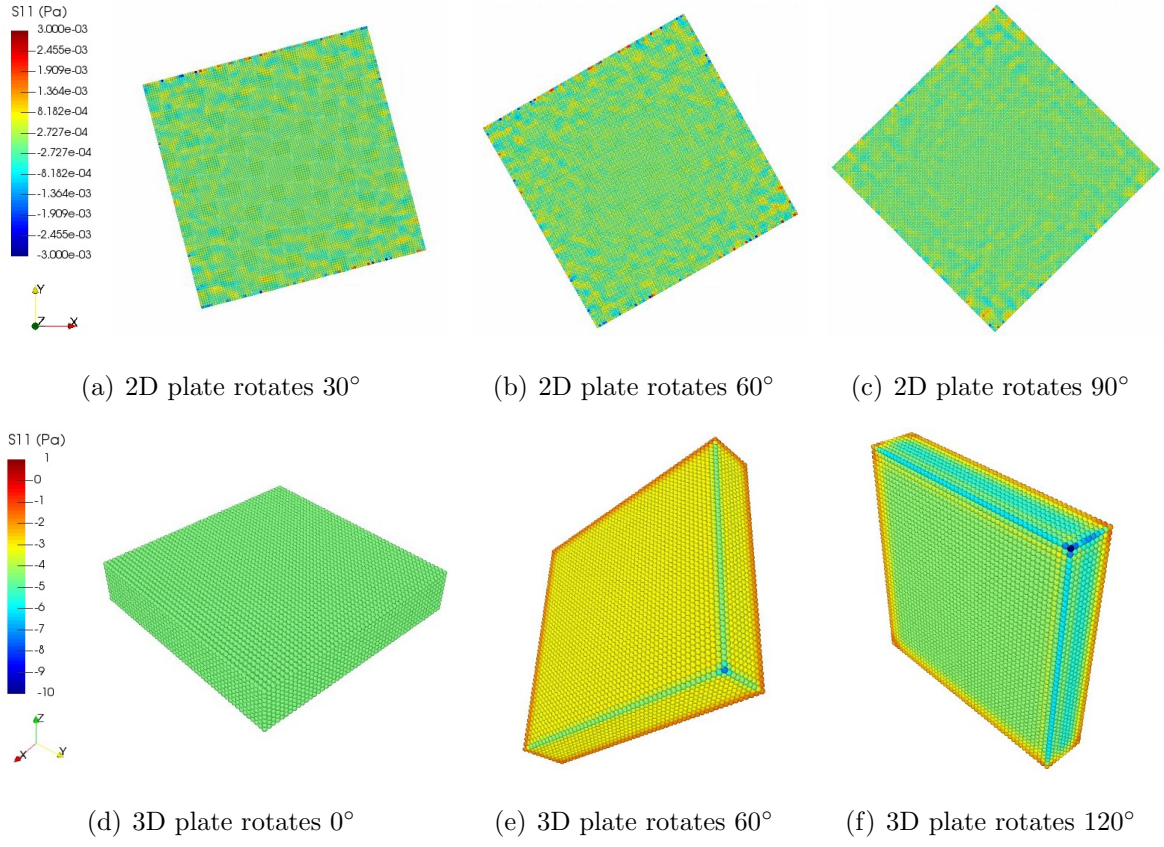 S11 (Pa)
3.000e-03
2.455e-03
1.909e-03
1.364e-03
8.182e-04
2.727e-04
-2.727e-04
-8.182e-04
-1.364e-03
-1.909e-03
-2.455e-03
-3.000e-03
Y
Z
X
(a) 2D plate rotates 30°
(b) 2D plate rotates 60°
(c) 2D plate rotates 90°
S11 (Pa)
1
0
-1
-2
-3
-4
-5
-6
-7
-8
-9
-10
Z
X
Y
(d) 3D plate rotates 0°
(e) 3D plate rotates 60°
(f) 3D plate rotates 120°